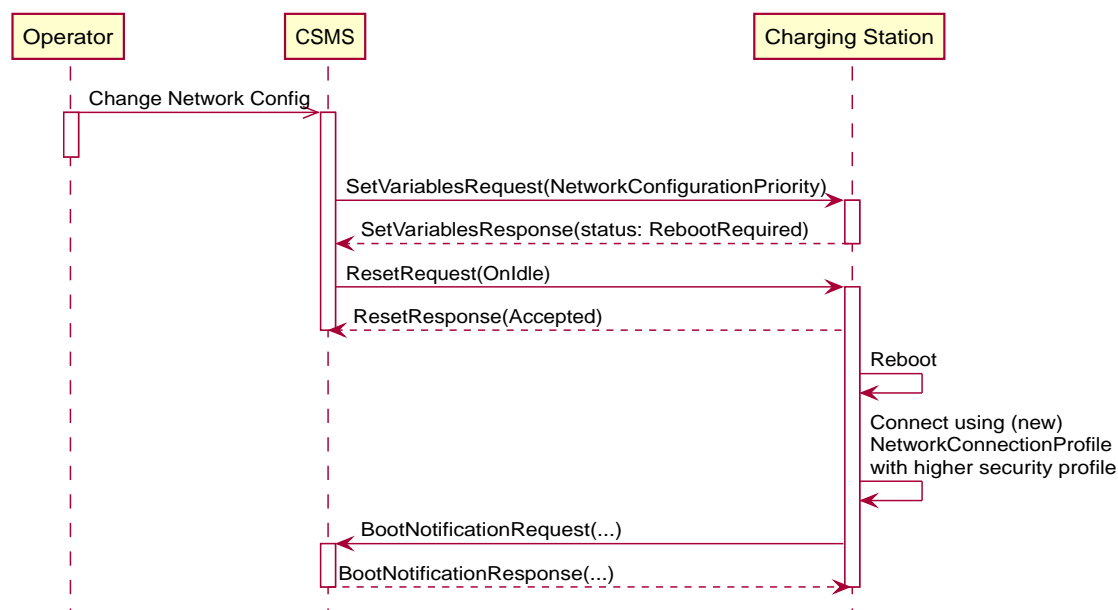 Operator
CSMS
Charging Station
Change Network Config
SetVariablesRequest(NetworkConfigurationPriority)
SetVariablesResponse(status: RebootRequired)
ResetRequest(OnIdle)
ResetResponse(Accepted)
Reboot
Connect using (new)
NetworkConnectionProfile
with higher security profile
BootNotificationRequest(...)
BootNotificationResponse(...)